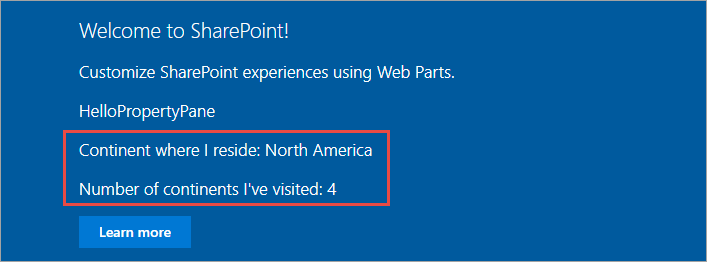 Welcome to SharePoint!
Customize SharePoint experiences using Web Parts.
HelloPropertyPane
Continent where I reside: North America
Number of continents I've visited: 4
Learn more